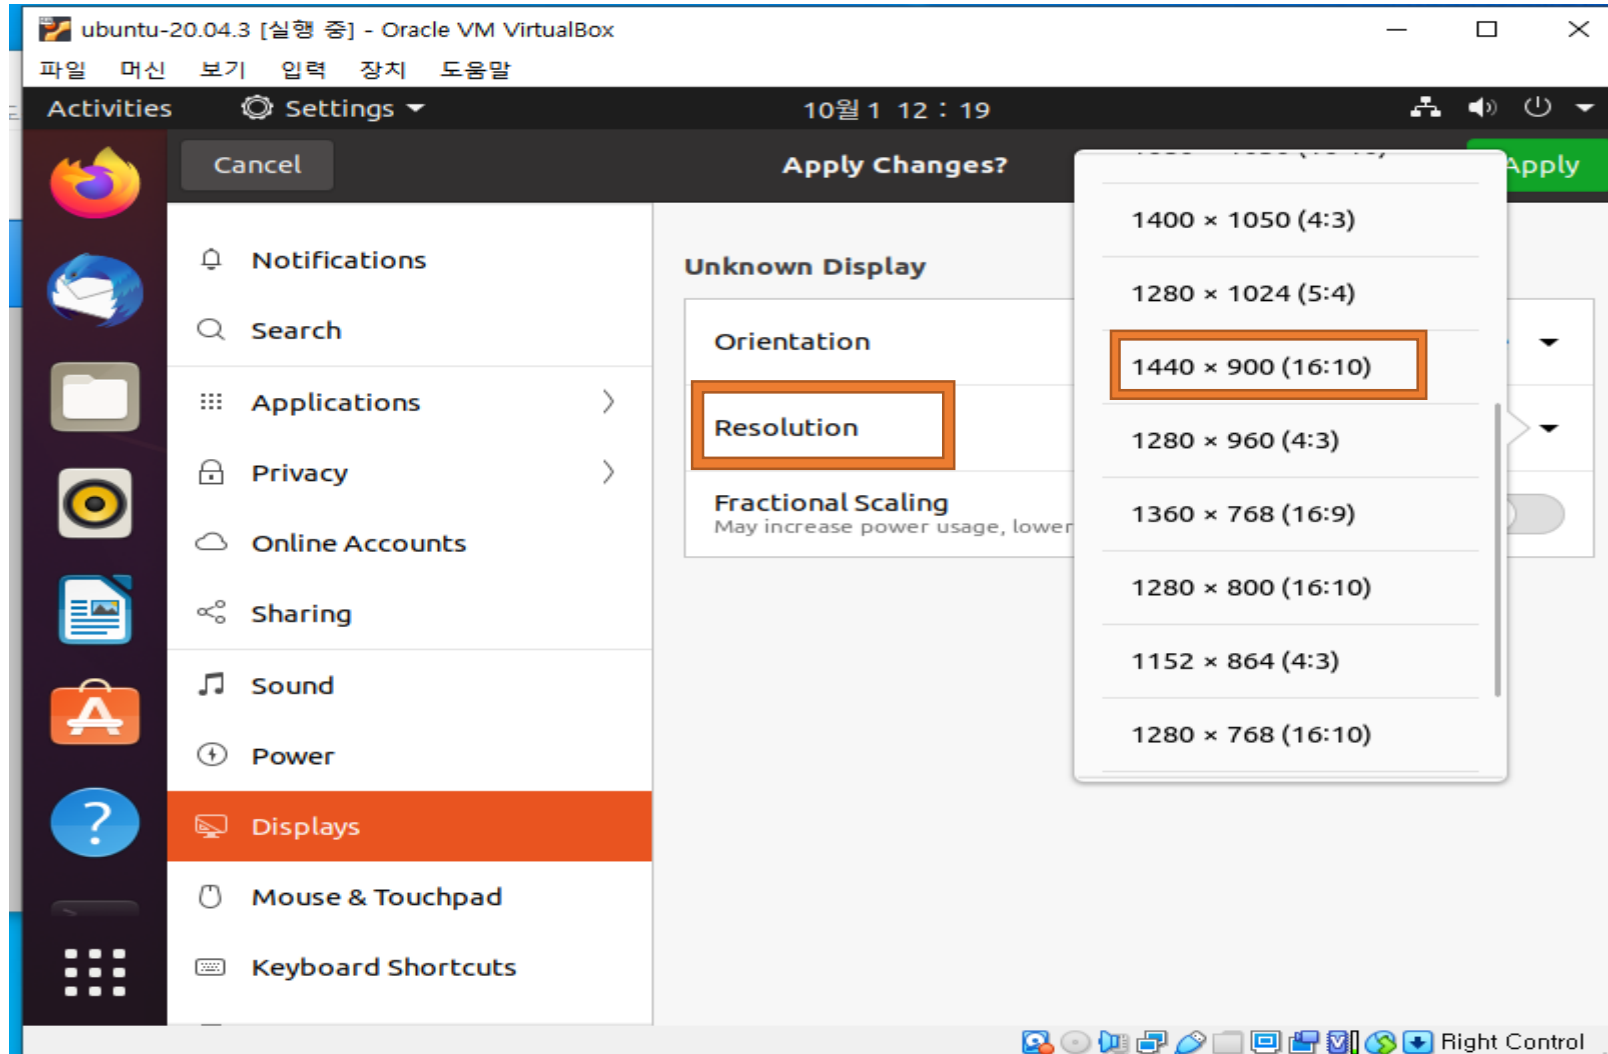 ubuntu-20.04.3 [실행 중] - Oracle VM VirtualBox
파일 머신 보기 입력 장치 도움말
Activities Settings 10월 1 12 : 19
Cancel Apply Changes? Apply
Notifications
Search
Applications
Privacy
Online Accounts
Sharing
Sound
Power
Displays
Mouse & Touchpad
Keyboard Shortcuts
Unknown Display
Orientation
Resolution
Fractional Scaling
May increase power usage, lower
1400 × 1050 (4:3)
1280 × 1024 (5:4)
1440 × 900 (16:10)
1280 × 960 (4:3)
1360 × 768 (16:9)
1280 × 800 (16:10)
1152 × 864 (4:3)
1280 × 768 (16:10)
Right Control